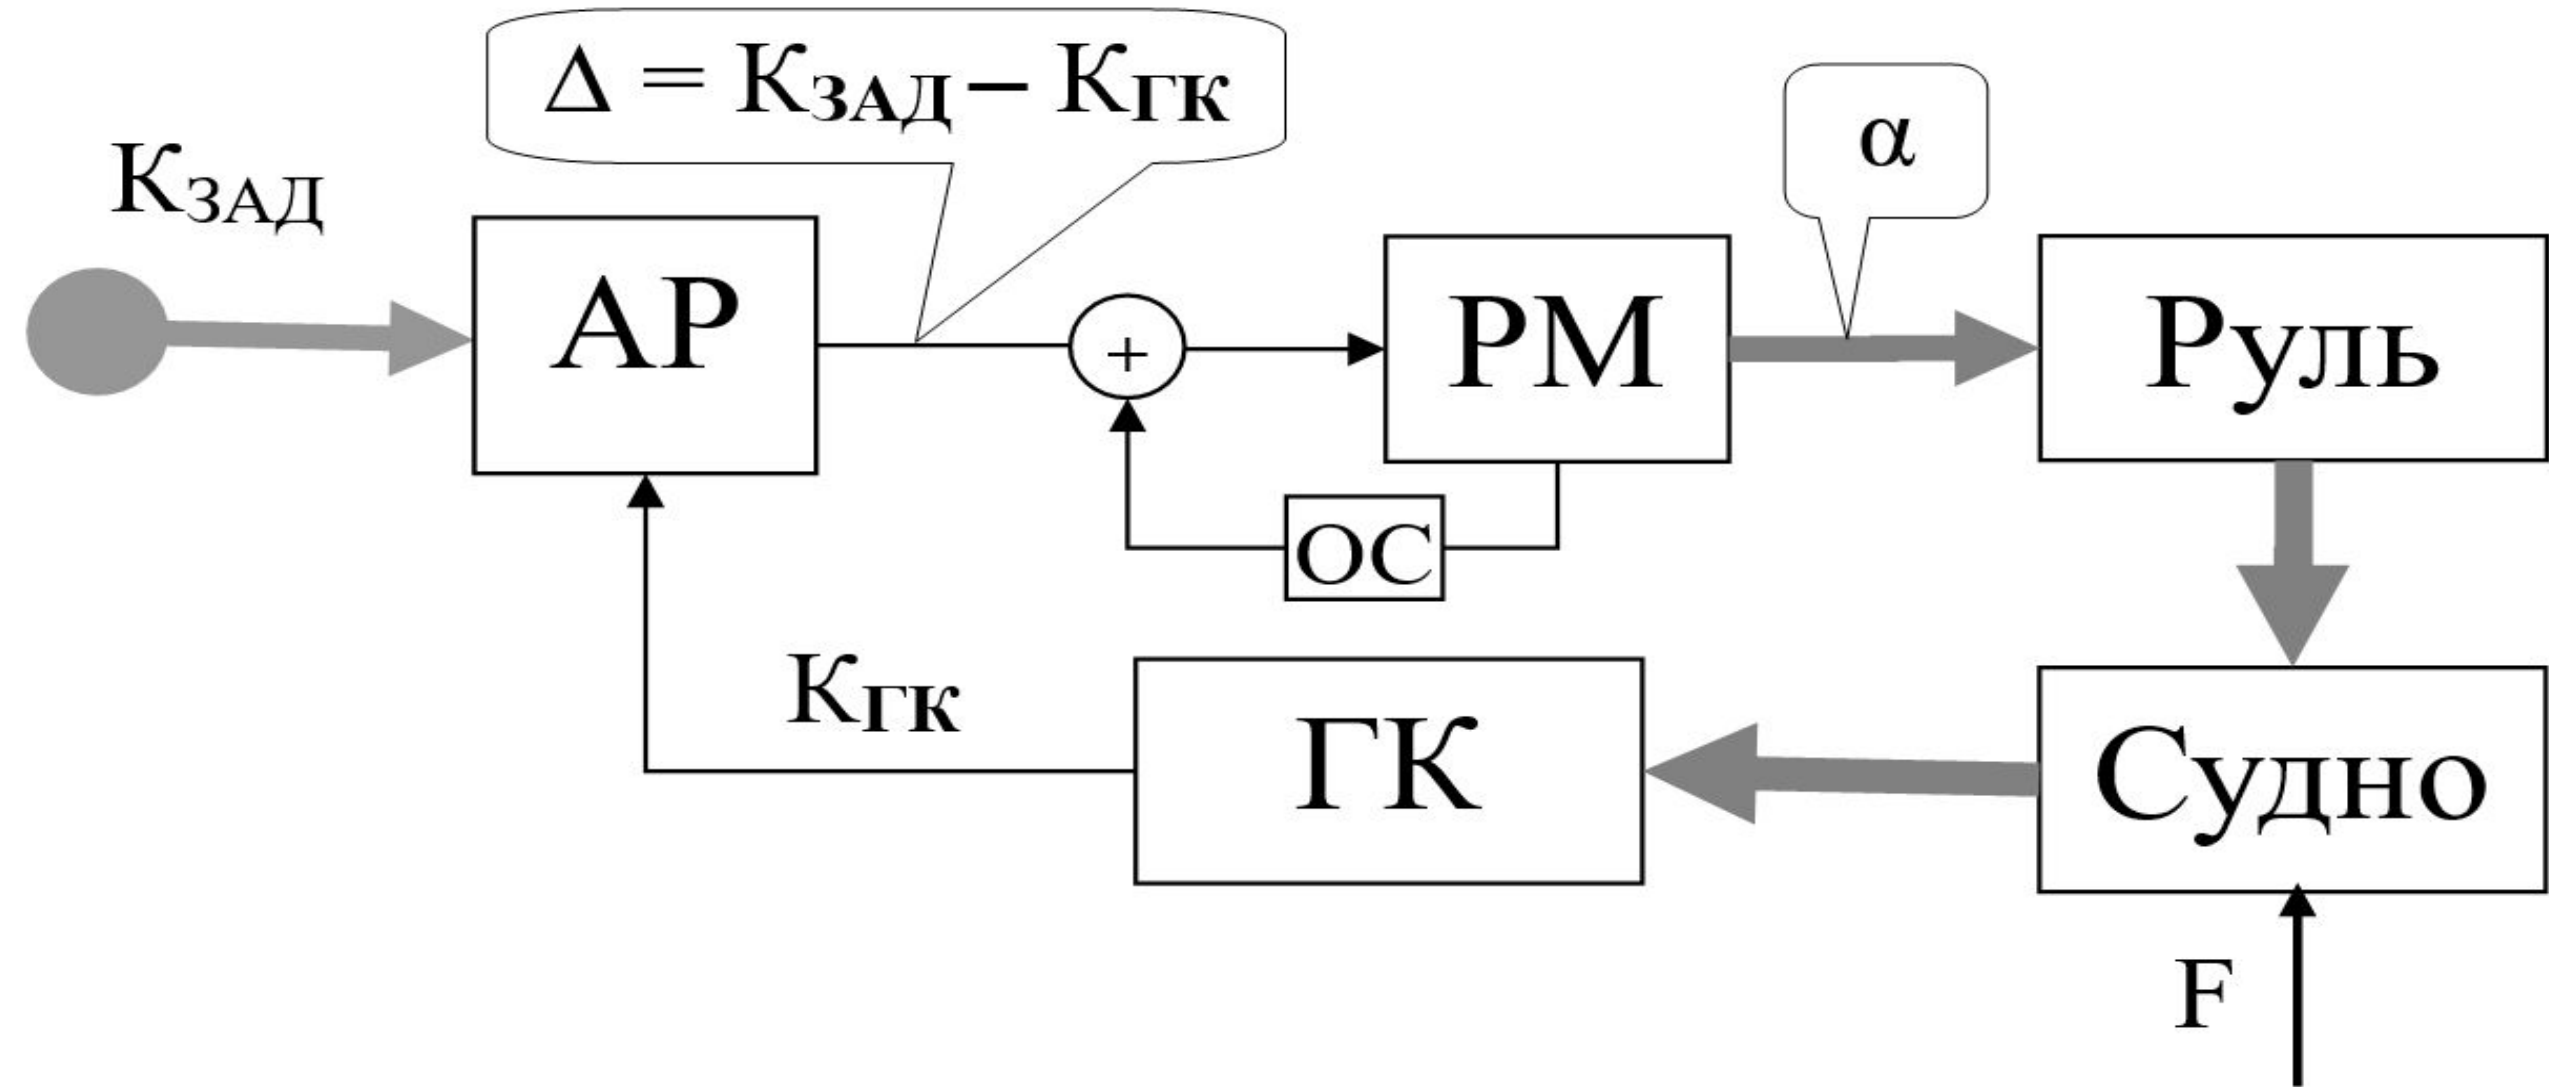 Δ = КЗАД – КГК
α
КЗАД
АР
+
РМ
Руль
ОС
КГК
ГК
Судно
F